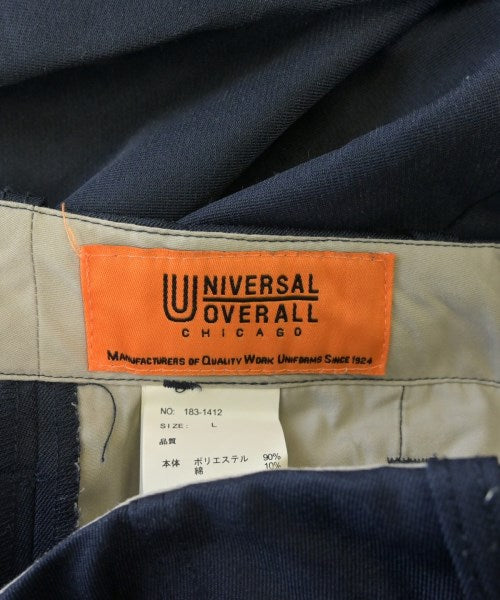 UNIVERSAL
OVERALL
CHICAGO
MANUFACTURERS OF QUALITY WORK UNIFORMS SINCE 1924
NO: 183-1412
SIZE: L
品質
本体 ポリエステル 90%
綿 10%